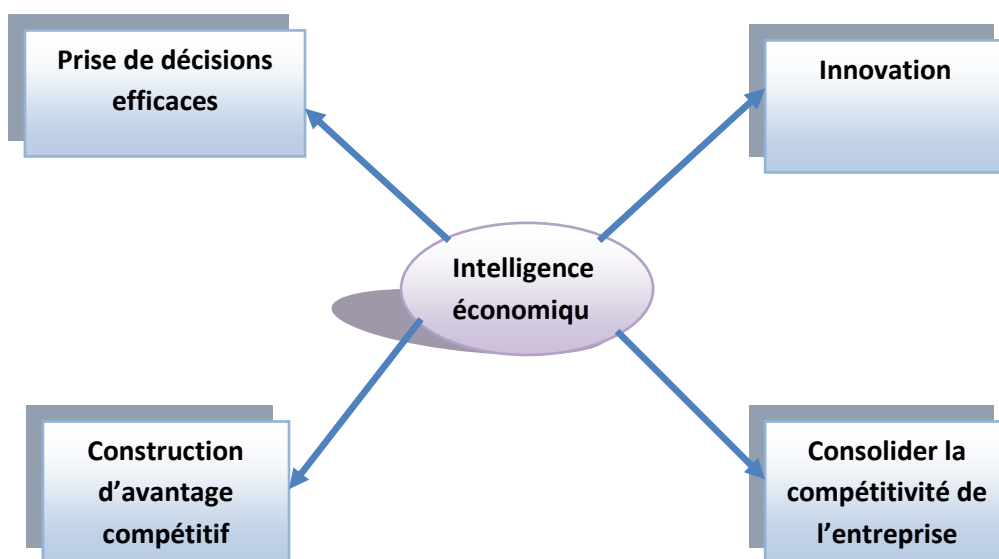 Prise de décisions
efficaces
Innovation
Intelligence
économiqu
Construction
d’avantage
compétitif
Consolider la
compétitivité de
l’entreprise